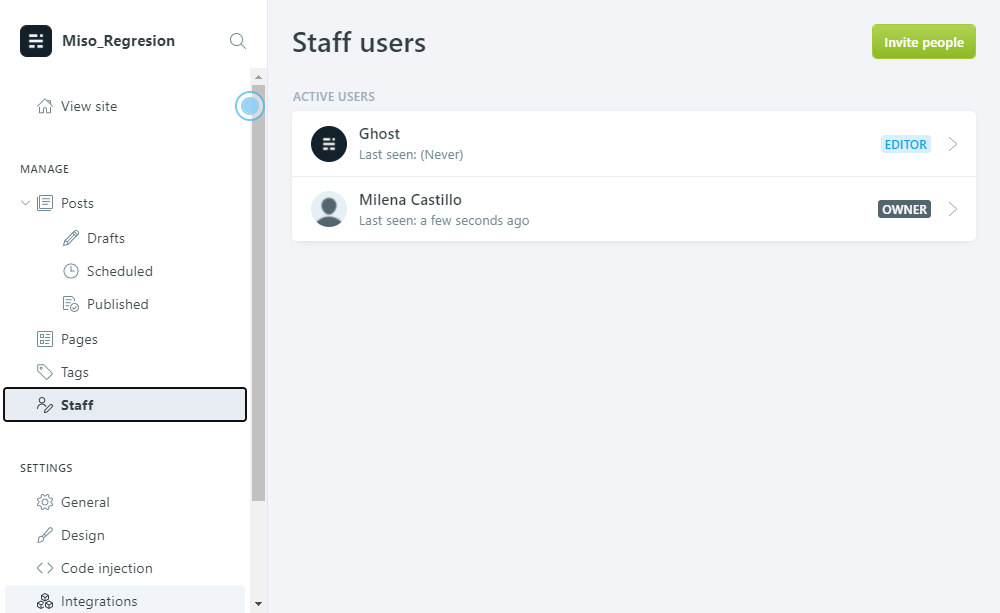 Miso_Regresion
View site
MANAGE
Posts
Drafts
Scheduled
Published
Pages
Tags
Staff
SETTINGS
General
Design
Code injection
Integrations
Staff users
Invite people
ACTIVE USERS
Ghost
Last seen: (Never)
EDITOR
Milena Castillo
Last seen: a few seconds ago
OWNER